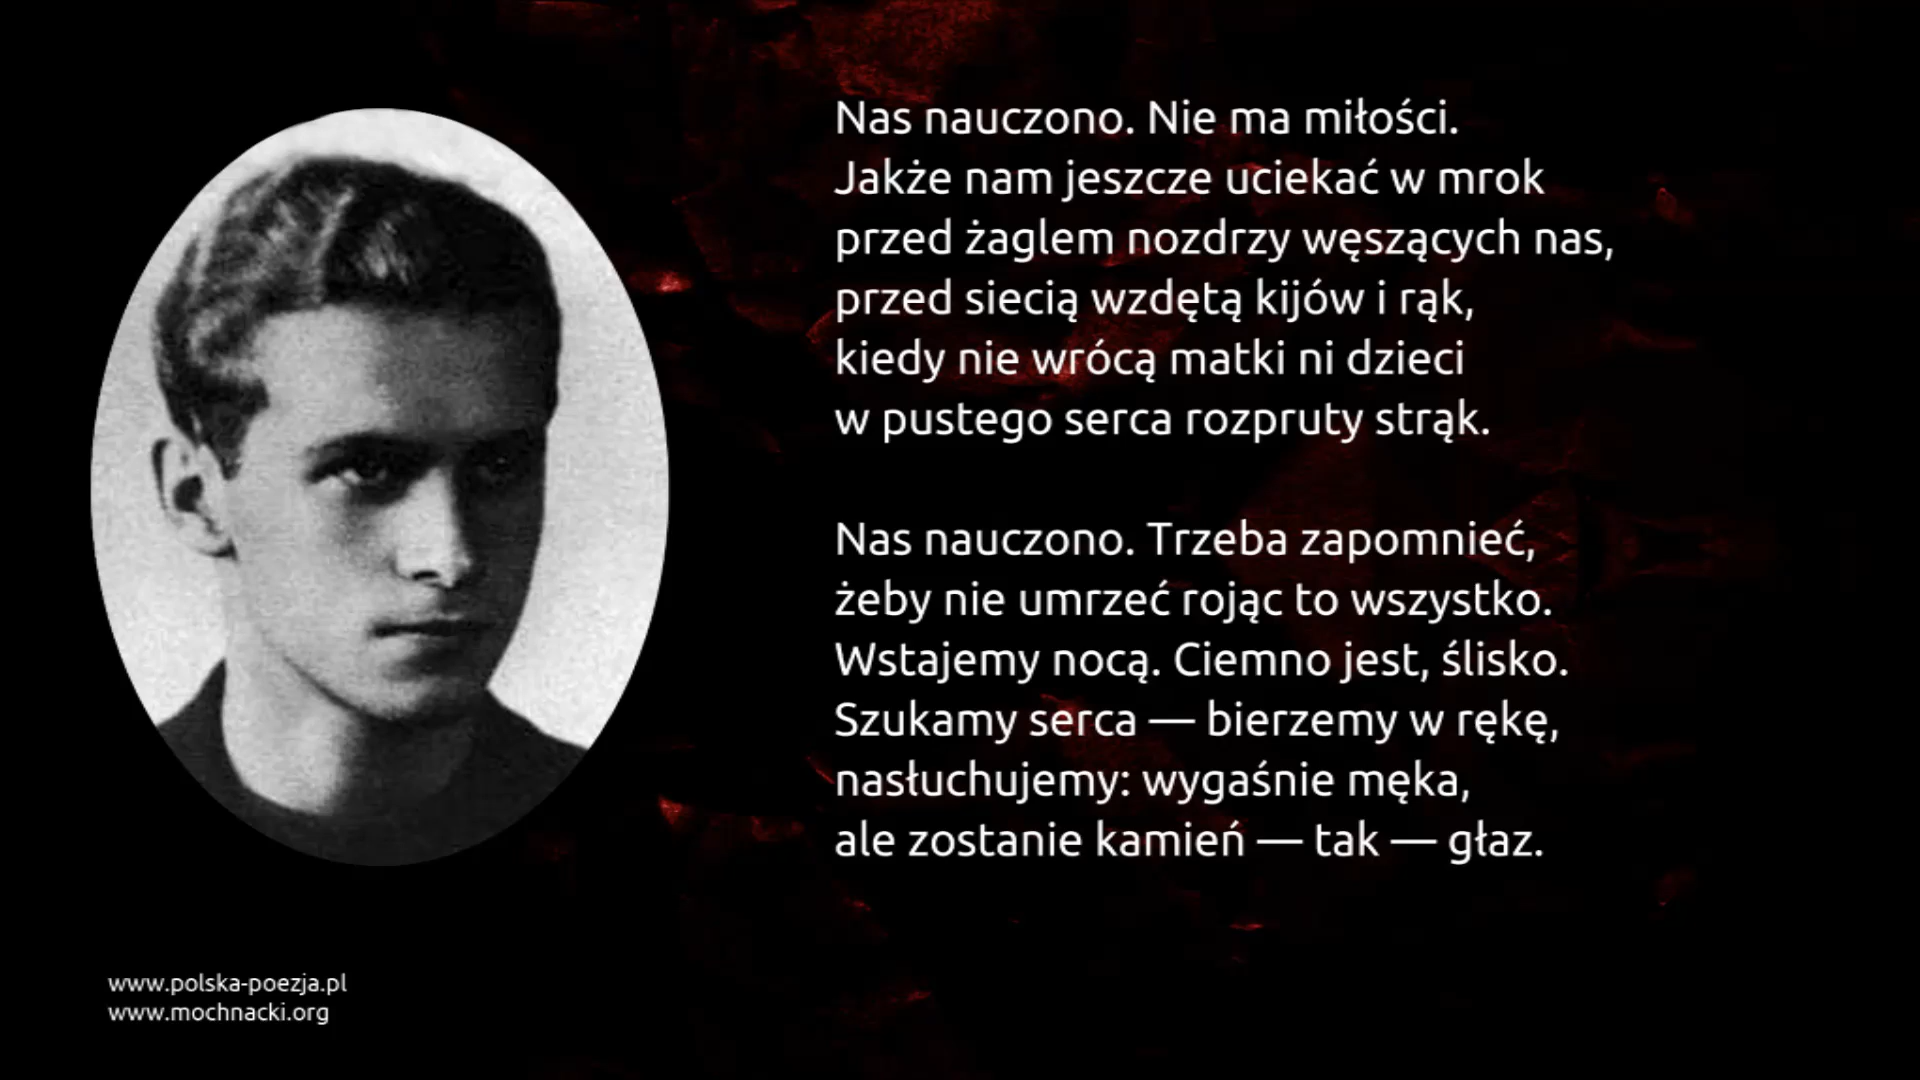 Nas nauczono. Nie ma miłości.
Jakże nam jeszcze uciekać w mrok
przed żaglem nozdrzy węszących nas,
przed siecią wzdętą kijów i rąk,
kiedy nie wrócą matki ni dzieci
w pustego serca rozpruty strąk.
Nas nauczono. Trzeba zapomnieć,
żeby nie umrzeć rojąc to wszystko.
Wstajemy nocą. Ciemno jest, ślisko.
Szukamy serca — bierzemy w rękę,
nasłuchujemy: wygaśnie męka,
ale zostanie kamień — tak — głaz.
www.polska-poezja.pl
www.mochnacki.org